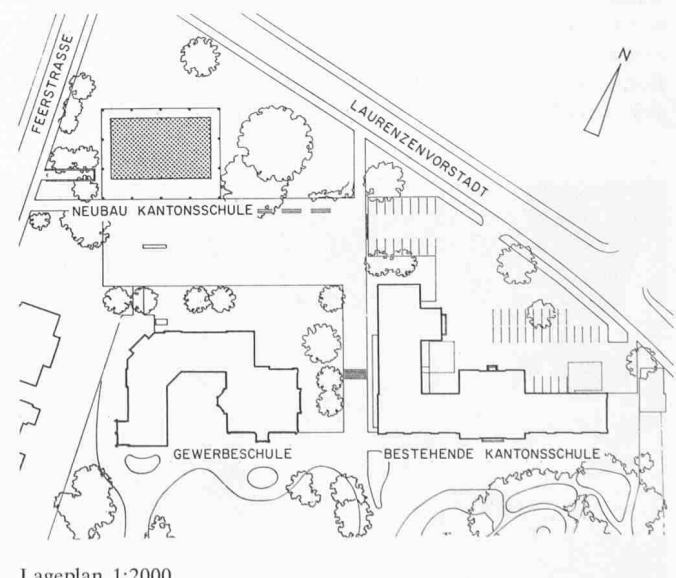 FEERSTRASSE
N
LAURENZENVORSTADT
NEUBAU KANTONSSCHULE
GEWERBESCHULE
BESTEHENDE KANTONSSCHULE
Lageplan 1:2000